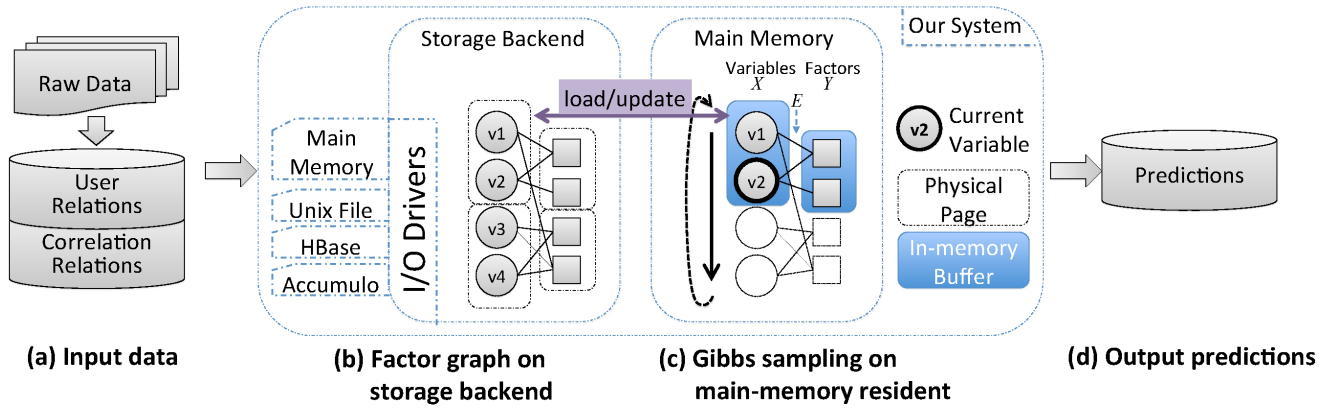 Raw Data
User
Relations
Correlation
Relations
(a) Input data
Storage Backend
Main
Memory
Unix File
HBase
Accumulo
I/O Drivers
v1
v2
v3
v4
(b) Factor graph on
storage backend
load/update
Main Memory
Variables
X
Factors
Y
E
v1
v2
(c) Gibbs sampling on
main-memory resident
Our System
v2
Current
Variable
Physical
Page
In-memory
Buffer
Predictions
(d) Output predictions